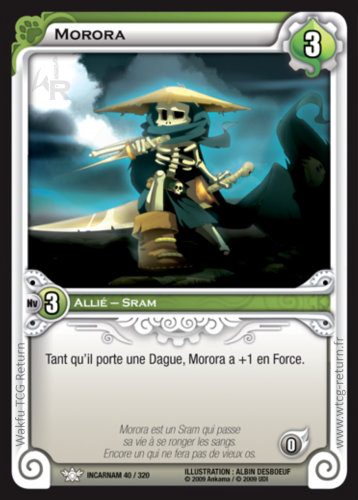 Morora
3
R
Nv 3 Allié – Sram
Tant qu'il porte une Dague, Morora a +1 en Force.
Morora est un Sram qui passe
sa vie à se ronger les sangs.
Encore un qui ne fera pas de vieux os.
0
INCARNAM 40 / 320
ILLUSTRATION : ALBIN DESBOEUF
© 2009 Ankama / © 2009 UDI
Wakfu TCG Return
www.wtcg-return.fr